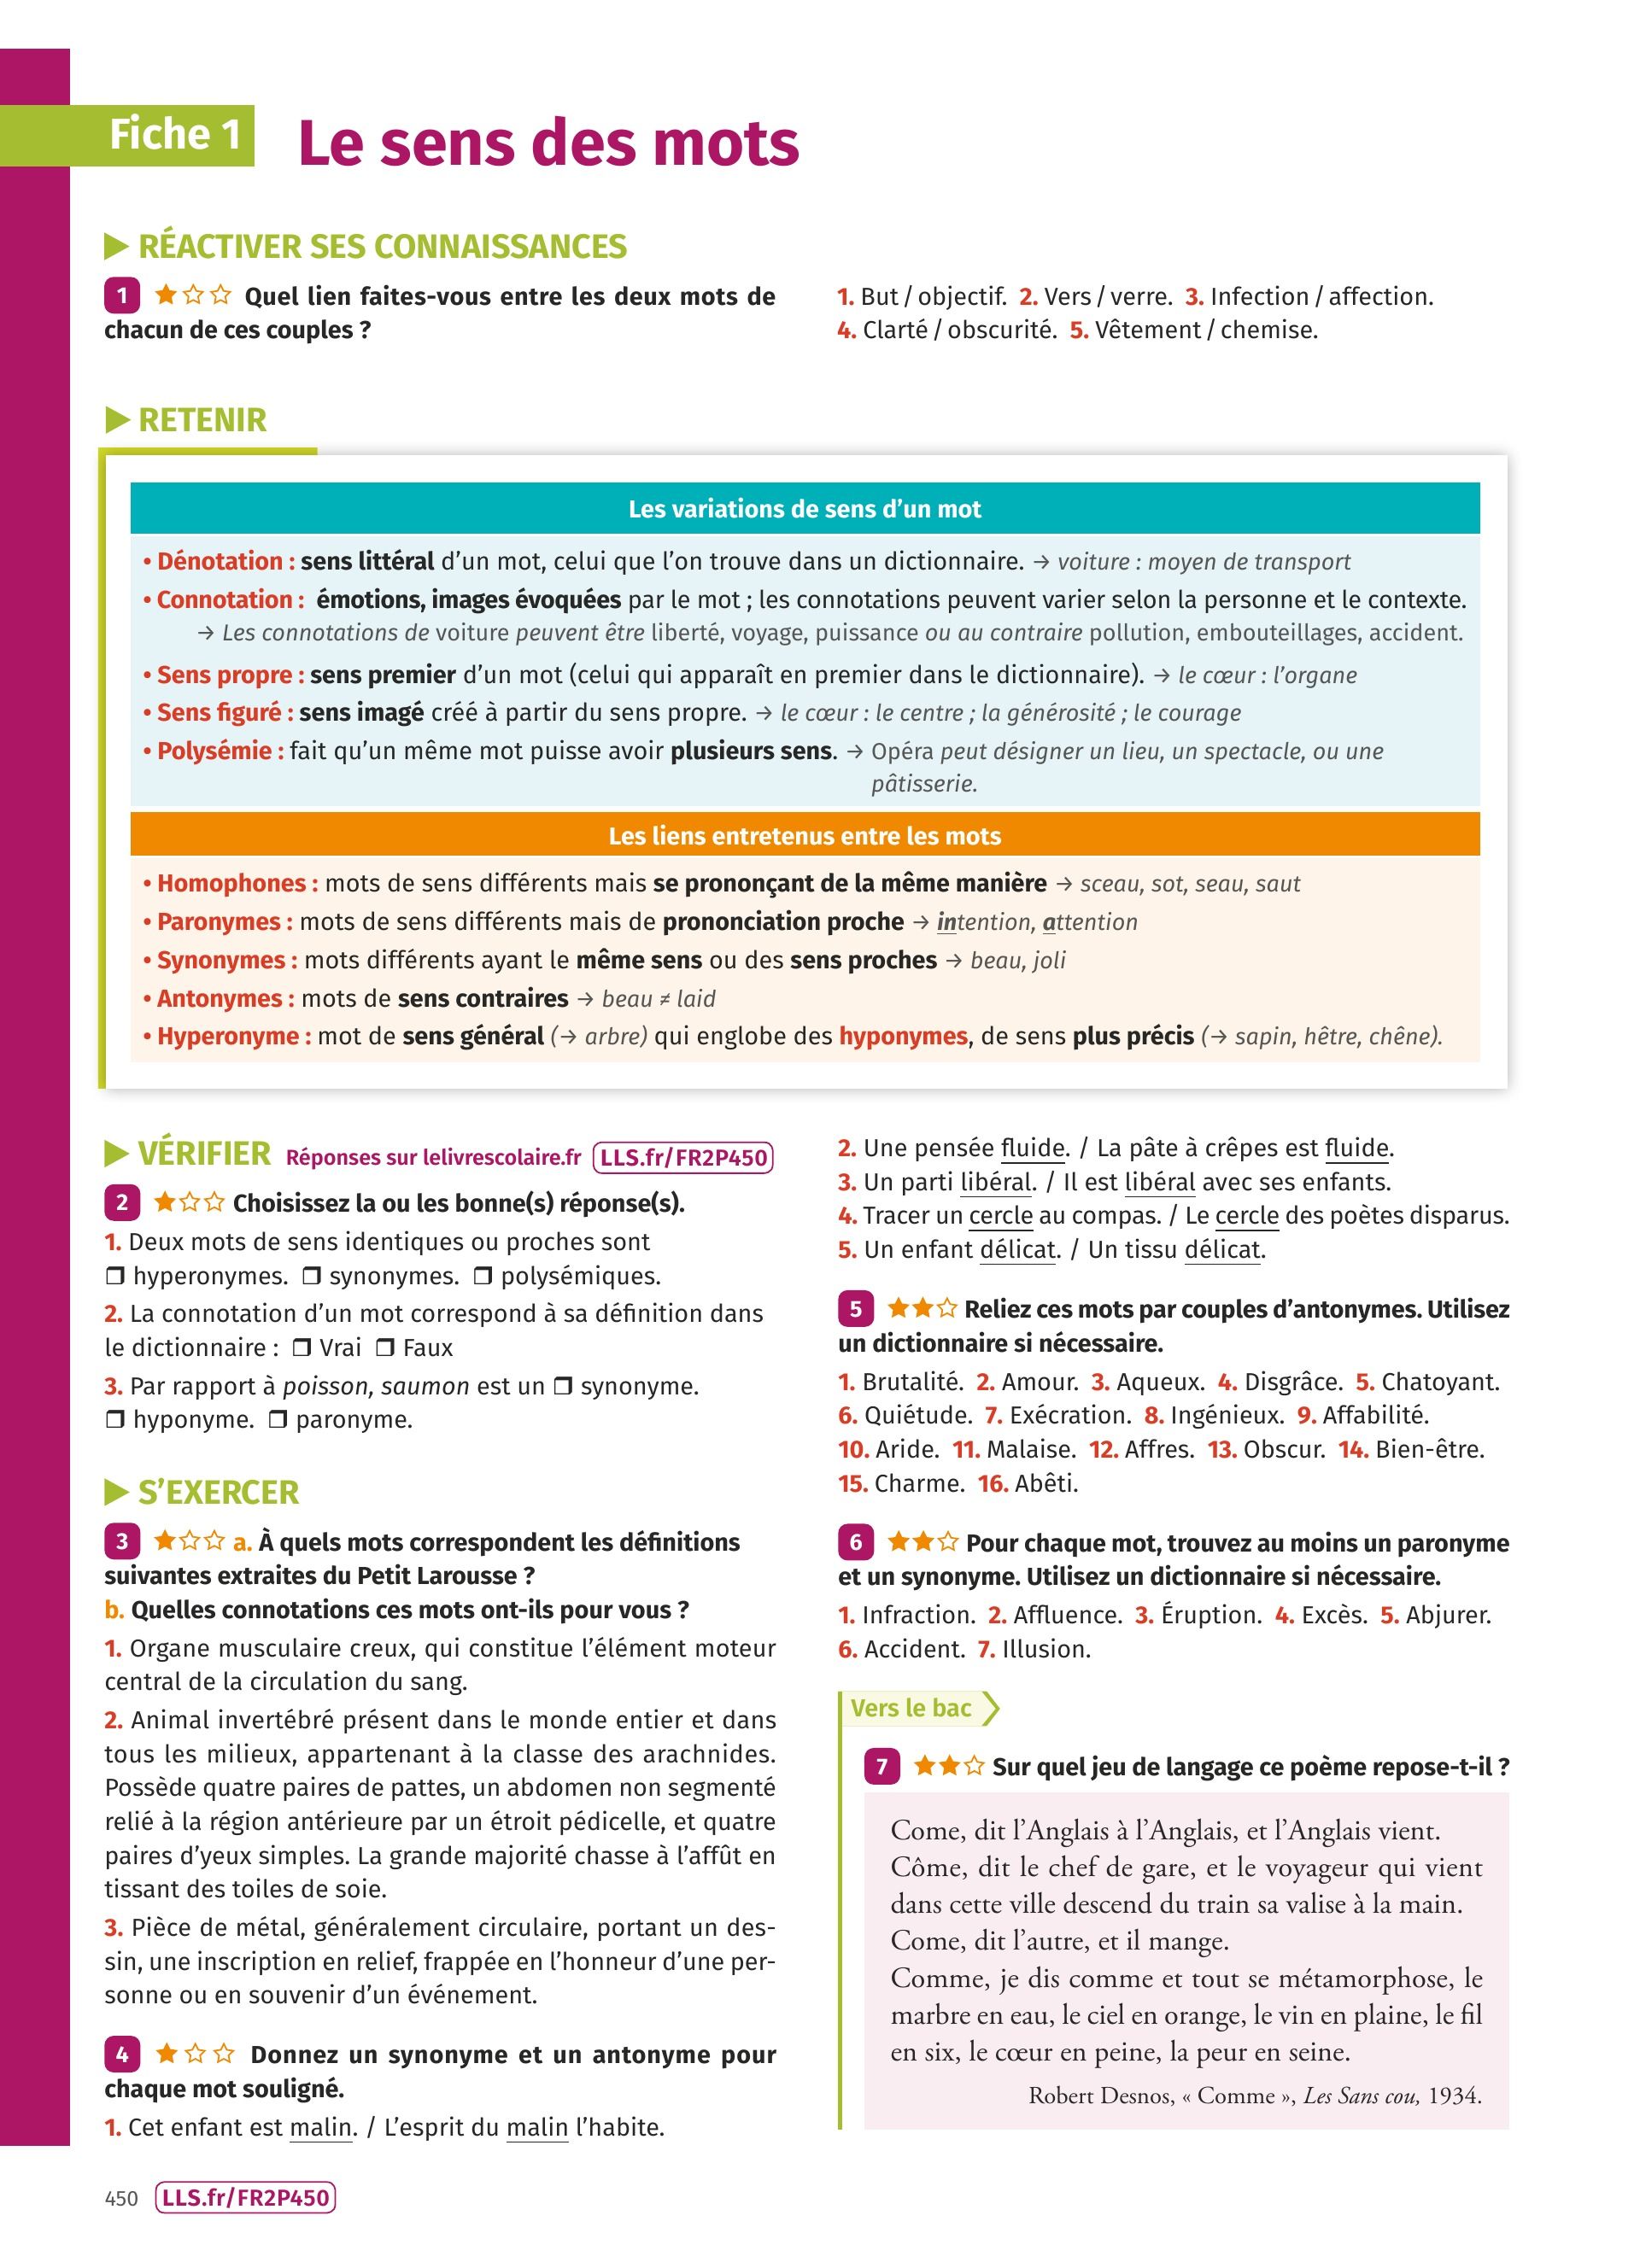 Fiche 1
Le sens des mots
▶ RÉACTIVER SES CONNAISSANCES
1 ★☆☆ Quel lien faites-vous entre les deux mots de
chacun de ces couples ?
1. But / objectif. 2. Vers / verre. 3. Infection / affection.
4. Clarté / obscurité. 5. Vêtement / chemise.
▶ RETENIR
Les variations de sens d’un mot
• Dénotation : sens littéral d’un mot, celui que l’on trouve dans un dictionnaire. → voiture : moyen de transport
• Connotation : émotions, images évoquées par le mot ; les connotations peuvent varier selon la personne et le contexte.
→ Les connotations de voiture peuvent être liberté, voyage, puissance ou au contraire pollution, embouteillages, accident.
• Sens propre : sens premier d’un mot (celui qui apparaît en premier dans le dictionnaire). → le cœur : l’organe
• Sens figuré : sens imagé créé à partir du sens propre. → le cœur : le centre ; la générosité ; le courage
• Polysémie : fait qu’un même mot puisse avoir plusieurs sens. → Opéra peut désigner un lieu, un spectacle, ou une
pâtisserie.
Les liens entretenus entre les mots
• Homophones : mots de sens différents mais se prononçant de la même manière → sceau, sot, seau, saut
• Paronymes : mots de sens différents mais de prononciation proche → intention, attention
• Synonymes : mots différents ayant le même sens ou des sens proches → beau, joli
• Antonymes : mots de sens contraires → beau ≠ laid
• Hyperonyme : mot de sens général (→ arbre) qui englobe des hyponymes, de sens plus précis (→ sapin, hêtre, chêne).
▶ VÉRIFIER Réponses sur lelivrescolaire.fr LLS.fr/FR2P450
2 ★☆☆ Choisissez la ou les bonne(s) réponse(s).
1. Deux mots de sens identiques ou proches sont
❒ hyperonymes. ❒ synonymes. ❒ polysémiques.
2. La connotation d’un mot correspond à sa définition dans
le dictionnaire : ❒ Vrai ❒ Faux
3. Par rapport à poisson, saumon est un ❒ synonyme.
❒ hyponyme. ❒ paronyme.
▶ S’EXERCER
3 ★☆☆ a. À quels mots correspondent les définitions
suivantes extraites du Petit Larousse ?
b. Quelles connotations ces mots ont-ils pour vous ?
1. Organe musculaire creux, qui constitue l’élément moteur
central de la circulation du sang.
2. Animal invertébré présent dans le monde entier et dans
tous les milieux, appartenant à la classe des arachnides.
Possède quatre paires de pattes, un abdomen non segmenté
relié à la région antérieure par un étroit pédicelle, et quatre
paires d’yeux simples. La grande majorité chasse à l’affût en
tissant des toiles de soie.
3. Pièce de métal, généralement circulaire, portant un des-
sin, une inscription en relief, frappée en l’honneur d’une per-
sonne ou en souvenir d’un événement.
4 ★☆☆ Donnez un synonyme et un antonyme pour
chaque mot souligné.
1. Cet enfant est malin. / L’esprit du malin l’habite.
2. Une pensée fluide. / La pâte à crêpes est fluide.
3. Un parti libéral. / Il est libéral avec ses enfants.
4. Tracer un cercle au compas. / Le cercle des poètes disparus.
5. Un enfant délicat. / Un tissu délicat.
5 ★★☆ Reliez ces mots par couples d’antonymes. Utilisez
un dictionnaire si nécessaire.
1. Brutalité. 2. Amour. 3. Aqueux. 4. Disgrâce. 5. Chatoyant.
6. Quiétude. 7. Exécration. 8. Ingénieux. 9. Affabilité.
10. Aride. 11. Malaise. 12. Affres. 13. Obscur. 14. Bien-être.
15. Charme. 16. Abêti.
6 ★★☆ Pour chaque mot, trouvez au moins un paronyme
et un synonyme. Utilisez un dictionnaire si nécessaire.
1. Infraction. 2. Affluence. 3. Éruption. 4. Excès. 5. Abjurer.
6. Accident. 7. Illusion.
Vers le bac
7 ★★☆ Sur quel jeu de langage ce poème repose-t-il ?
Come, dit l’Anglais à l’Anglais, et l’Anglais vient.
Côme, dit le chef de gare, et le voyageur qui vient
dans cette ville descend du train sa valise à la main.
Come, dit l’autre, et il mange.
Comme, je dis comme et tout se métamorphose, le
marbre en eau, le ciel en orange, le vin en plaine, le fil
en six, le cœur en peine, la peur en seine.
Robert Desnos, « Comme », Les Sans cou, 1934.
450 LLS.fr/FR2P450